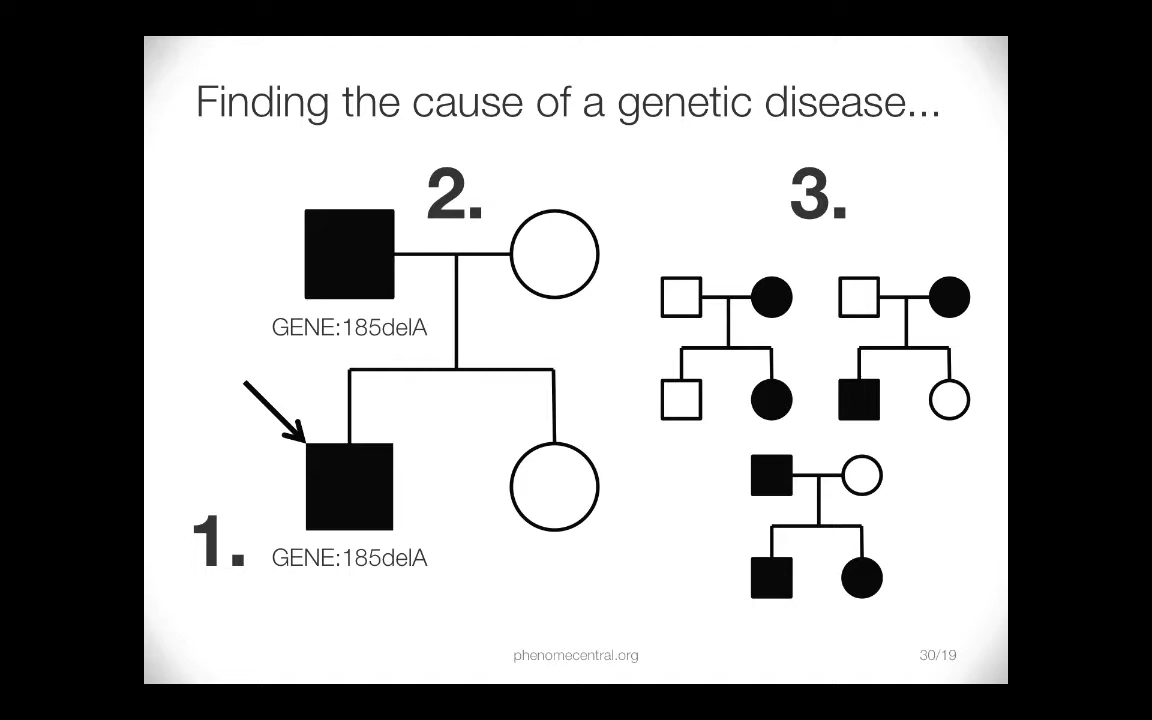 Finding the cause of a genetic disease...
2.
3.
GENE:185delA
1.
GENE:185delA
phenomecentral.org
30/19